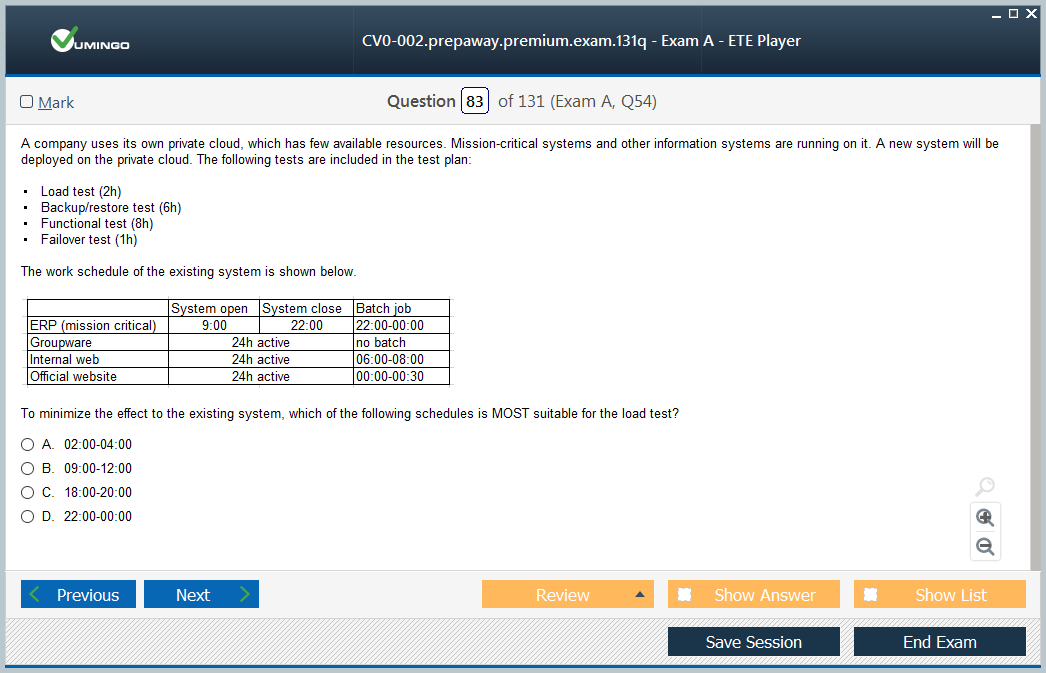 VUMINGO
CV0-002.prepaway.premium.exam.131q - Exam A - ETE Player
Mark
Question 83 of 131 (Exam A, Q54)
A company uses its own private cloud, which has few available resources. Mission-critical systems and other information systems are running on it. A new system will be
deployed on the private cloud. The following tests are included in the test plan:
▪ Load test (2h)
▪ Backup/restore test (6h)
▪ Functional test (8h)
▪ Failover test (1h)
The work schedule of the existing system is shown below.
System open System close Batch job
ERP (mission critical) 9:00 22:00 22:00-00:00
Groupware 24h active no batch
Internal web 24h active 06:00-08:00
Official website 24h active 00:00-00:30
To minimize the effect to the existing system, which of the following schedules is MOST suitable for the load test?
A. 02:00-04:00
B. 09:00-12:00
C. 18:00-20:00
D. 22:00-00:00
Previous Next Review Show Answer Show List
Save Session End Exam